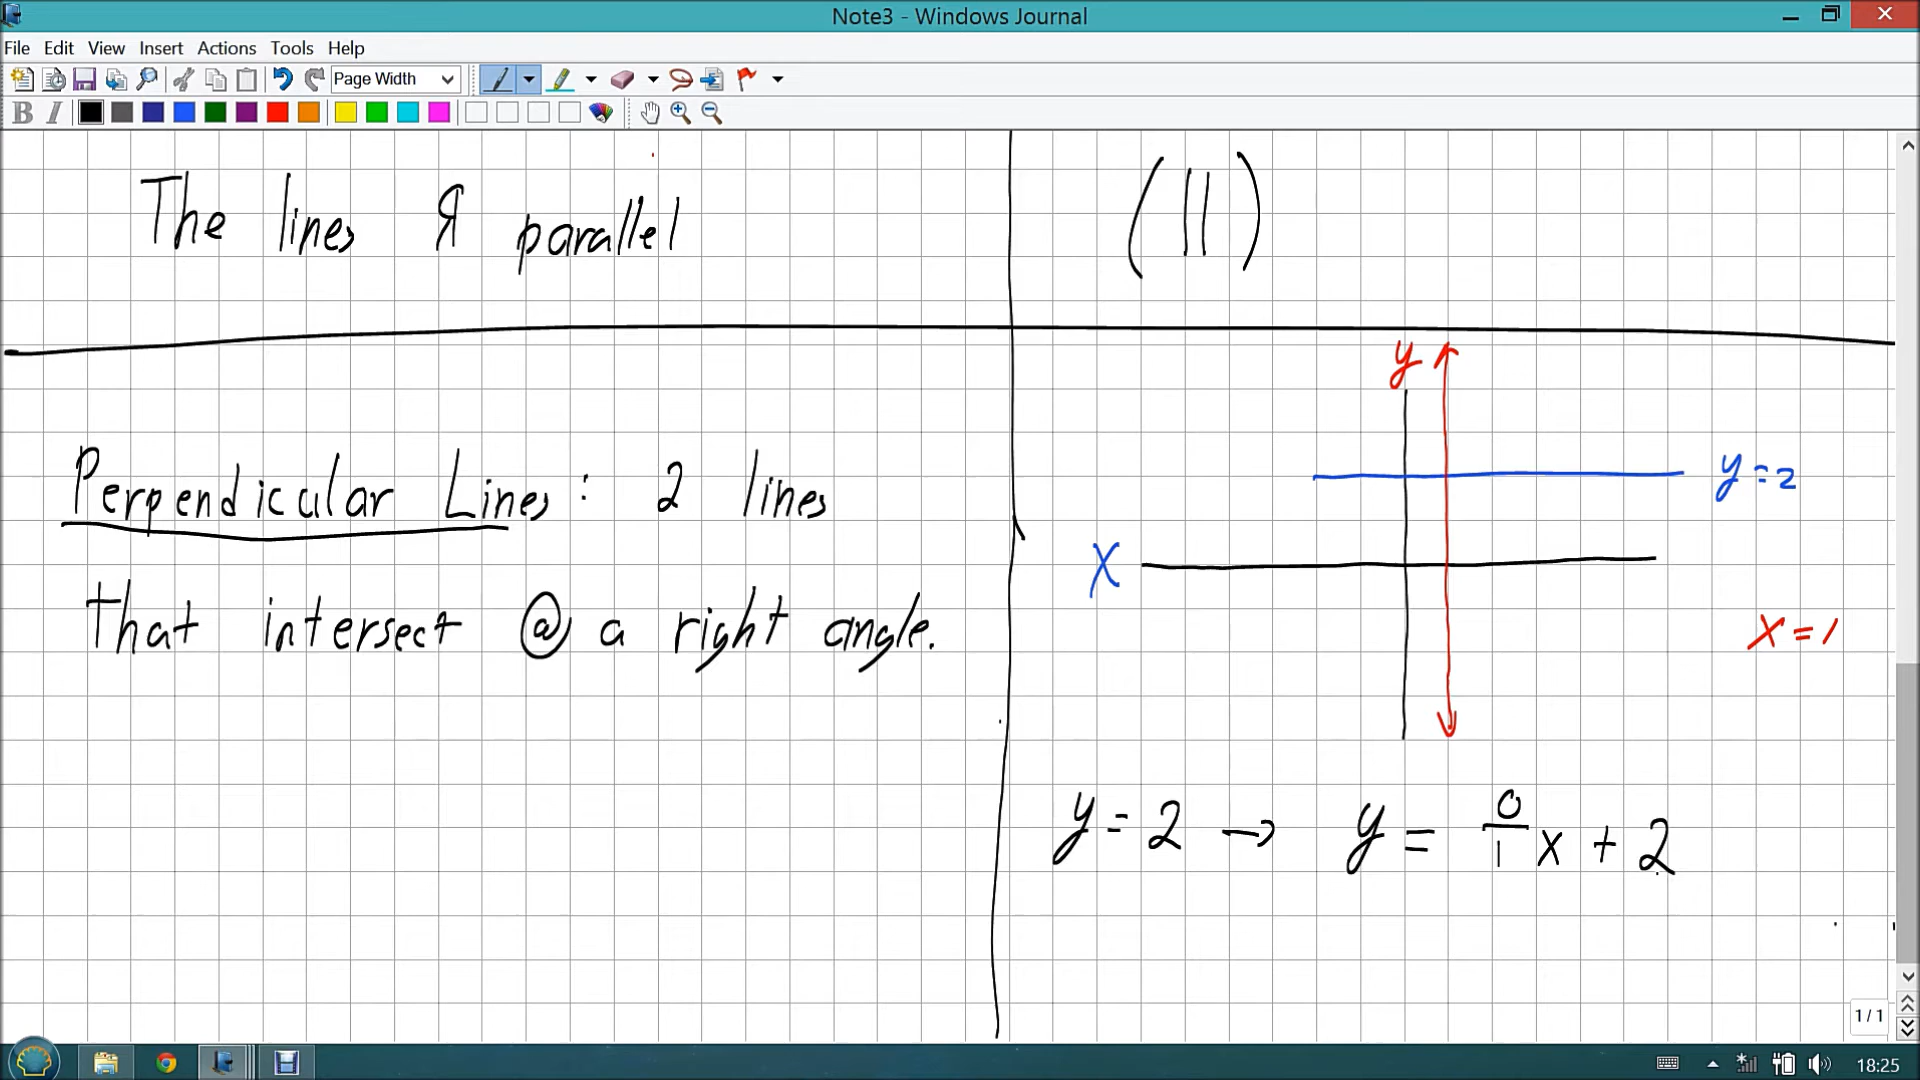 Note3 - Windows Journal
File Edit View Insert Actions Tools Help
Page Width
B I
The lines Я parallel
(||)
Perpendicular Lines: 2 lines
that intersect @ a right angle.
y
y=2
X
x=1
y=2 → y = 0/1 x + 2
1 / 1
18:25